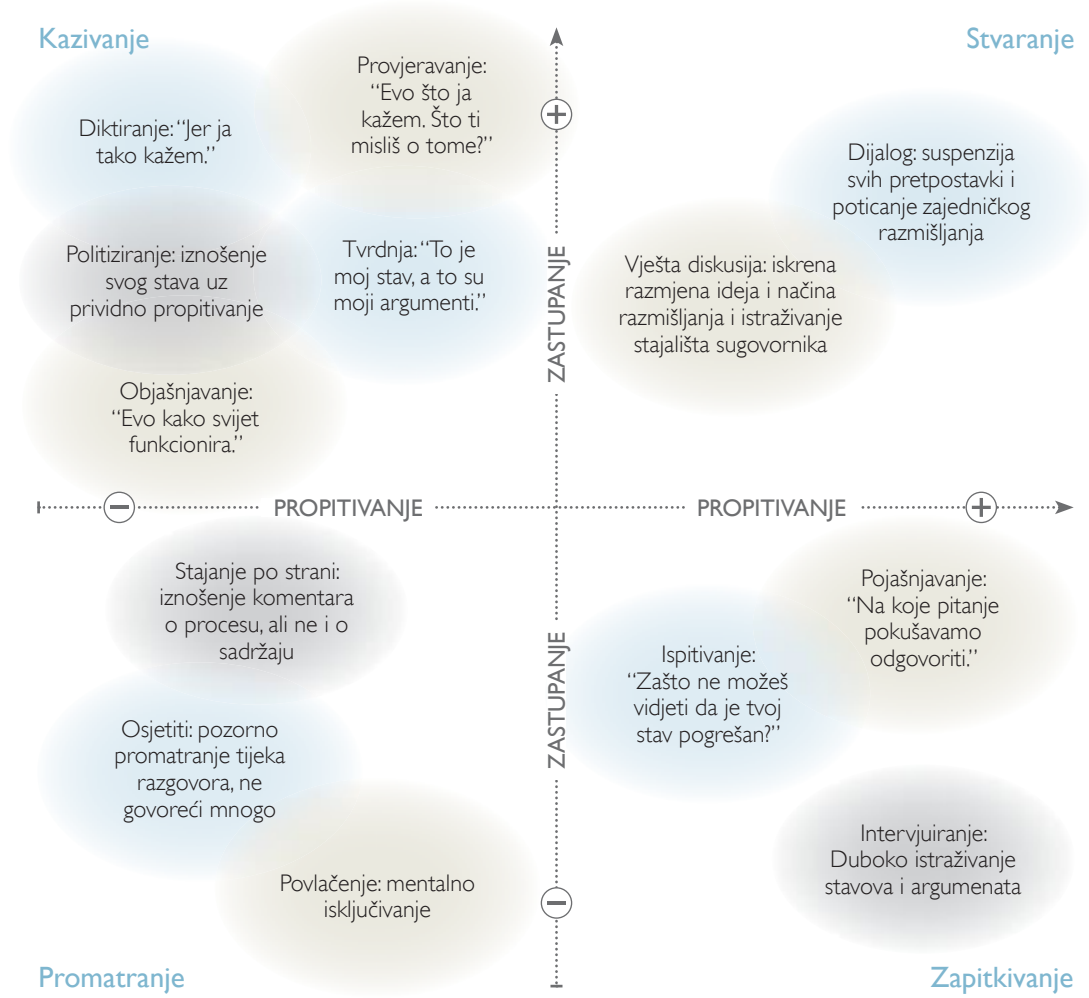 Kazivanje
Stvaranje
Provjeravanje:
“Evo što ja
kažem. Što ti
misliš o tome?”
Diktiranje: “Jer ja
tako kažem.”
Dijalog: suspenzija
svih pretpostavki i
poticanje zajedničkog
razmišljanja
Politiziranje: iznošenje
svog stava uz
prividno propitivanje
Tvrdnja: “To je
moj stav, a to su
moji argumenti.”
ZASTUPANJE
Vješta diskusija: iskrena
razmjena ideja i načina
razmišljanja i istraživanje
stajališta sugovornika
Objašnjavanje:
“Evo kako svijet
funkcionira.”
PROPITIVANJE
PROPITIVANJE
Stajanje po strani:
iznošenje komentara
o procesu, ali ne i o
sadržaju
Pojašnjavanje:
“Na koje pitanje
pokušavamo
odgovoriti.”
ZASTUPANJE
Ispitivanje:
“Zašto ne možeš
vidjeti da je tvoj
stav pogrešan?”
Osjetiti: pozorno
promatranje tijeka
razgovora, ne
govoreći mnogo
Intervjuiranje:
Duboko istraživanje
stavova i argumenata
Povlačenje: mentalno
isključivanje
Promatranje
Zapitkivanje